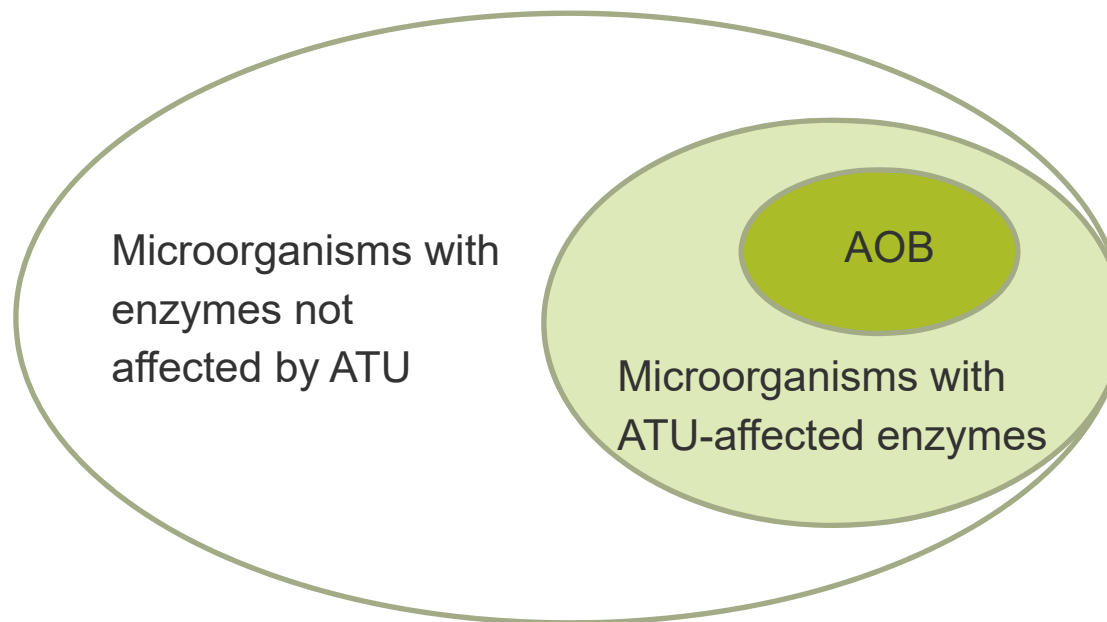 Microorganisms with
enzymes not
affected by ATU
AOB
Microorganisms with
ATU-affected enzymes